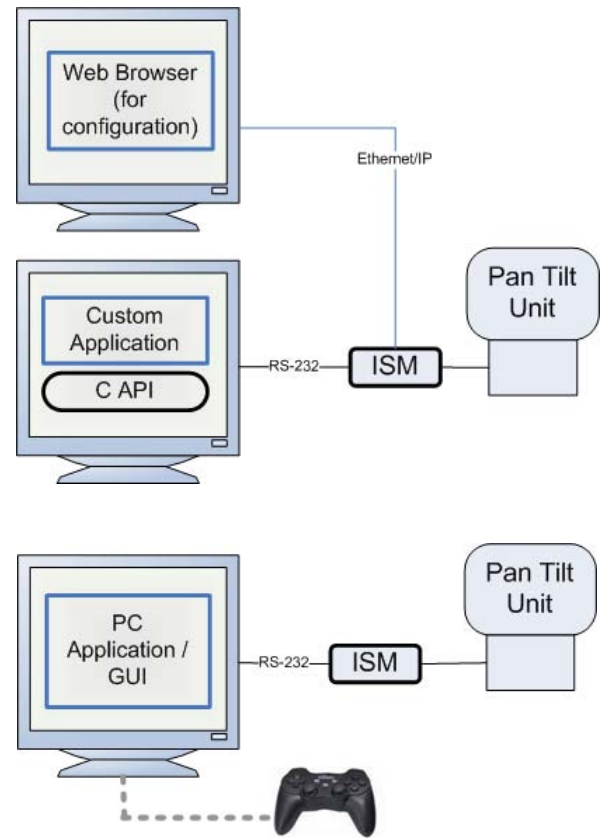 Web Browser
(for
configuration)
Ethernet/IP
Pan Tilt
Unit
Custom
Application
C API
RS-232
ISM
Pan Tilt
Unit
PC
Application /
GUI
RS-232
ISM